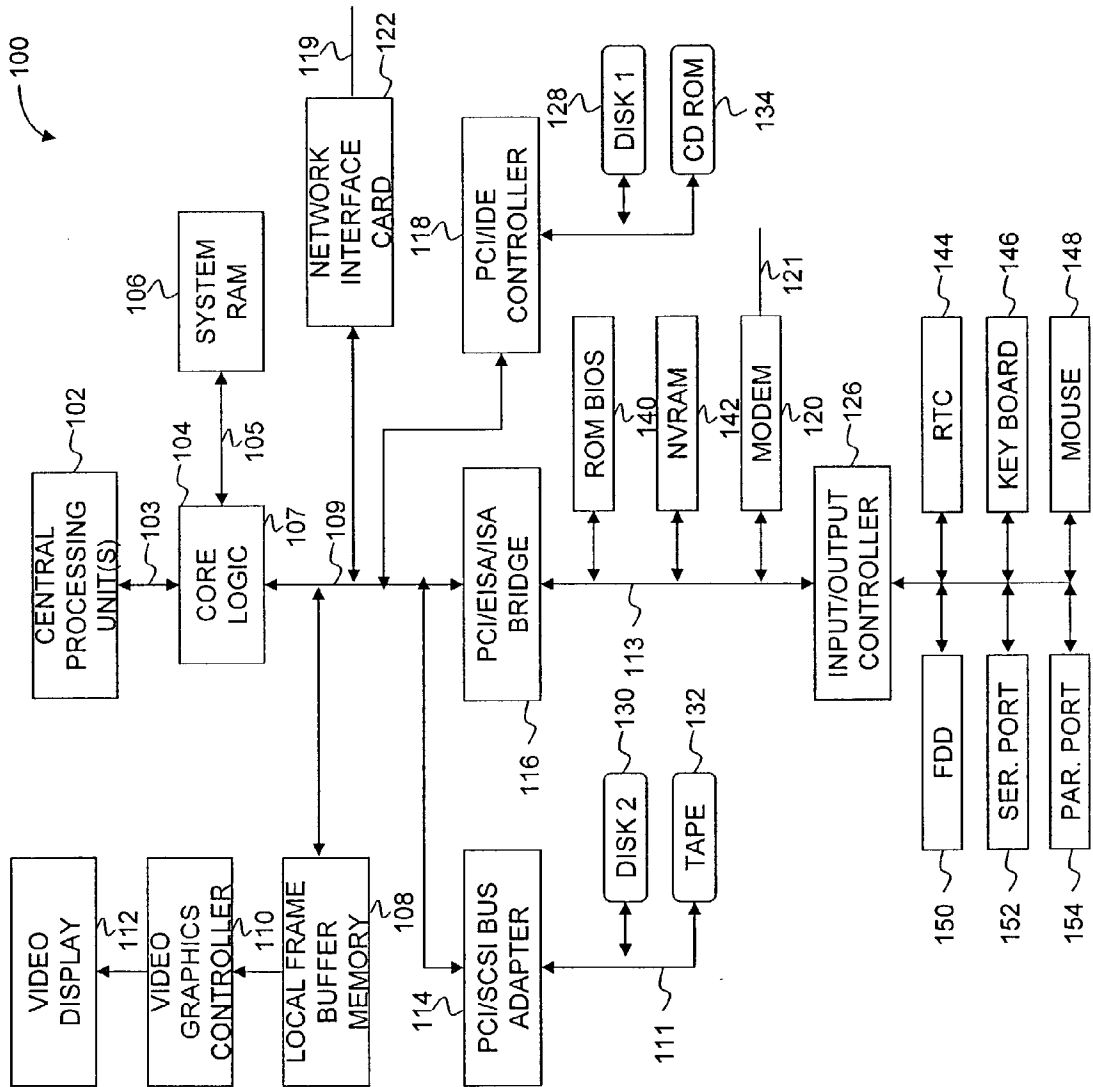 100
CENTRAL
PROCESSING
UNIT(S)
102
103
104
CORE
LOGIC
107
105
106
SYSTEM
RAM
109
NETWORK
INTERFACE
CARD
119
122
VIDEO
DISPLAY
112
VIDEO
GRAPHICS
CONTROLLER
110
LOCAL FRAME
BUFFER
MEMORY
108
114
PCI/SCSI BUS
ADAPTER
111
DISK 2
130
TAPE
132
PCI/EISA/ISA
BRIDGE
116
113
118
PCI/IDE
CONTROLLER
128
DISK 1
CD ROM
134
ROM BIOS
140
NVRAM
142
MODEM
120
121
INPUT/OUTPUT
CONTROLLER
126
FDD
150
RTC
144
SER. PORT
152
KEY BOARD
146
PAR. PORT
154
MOUSE
148